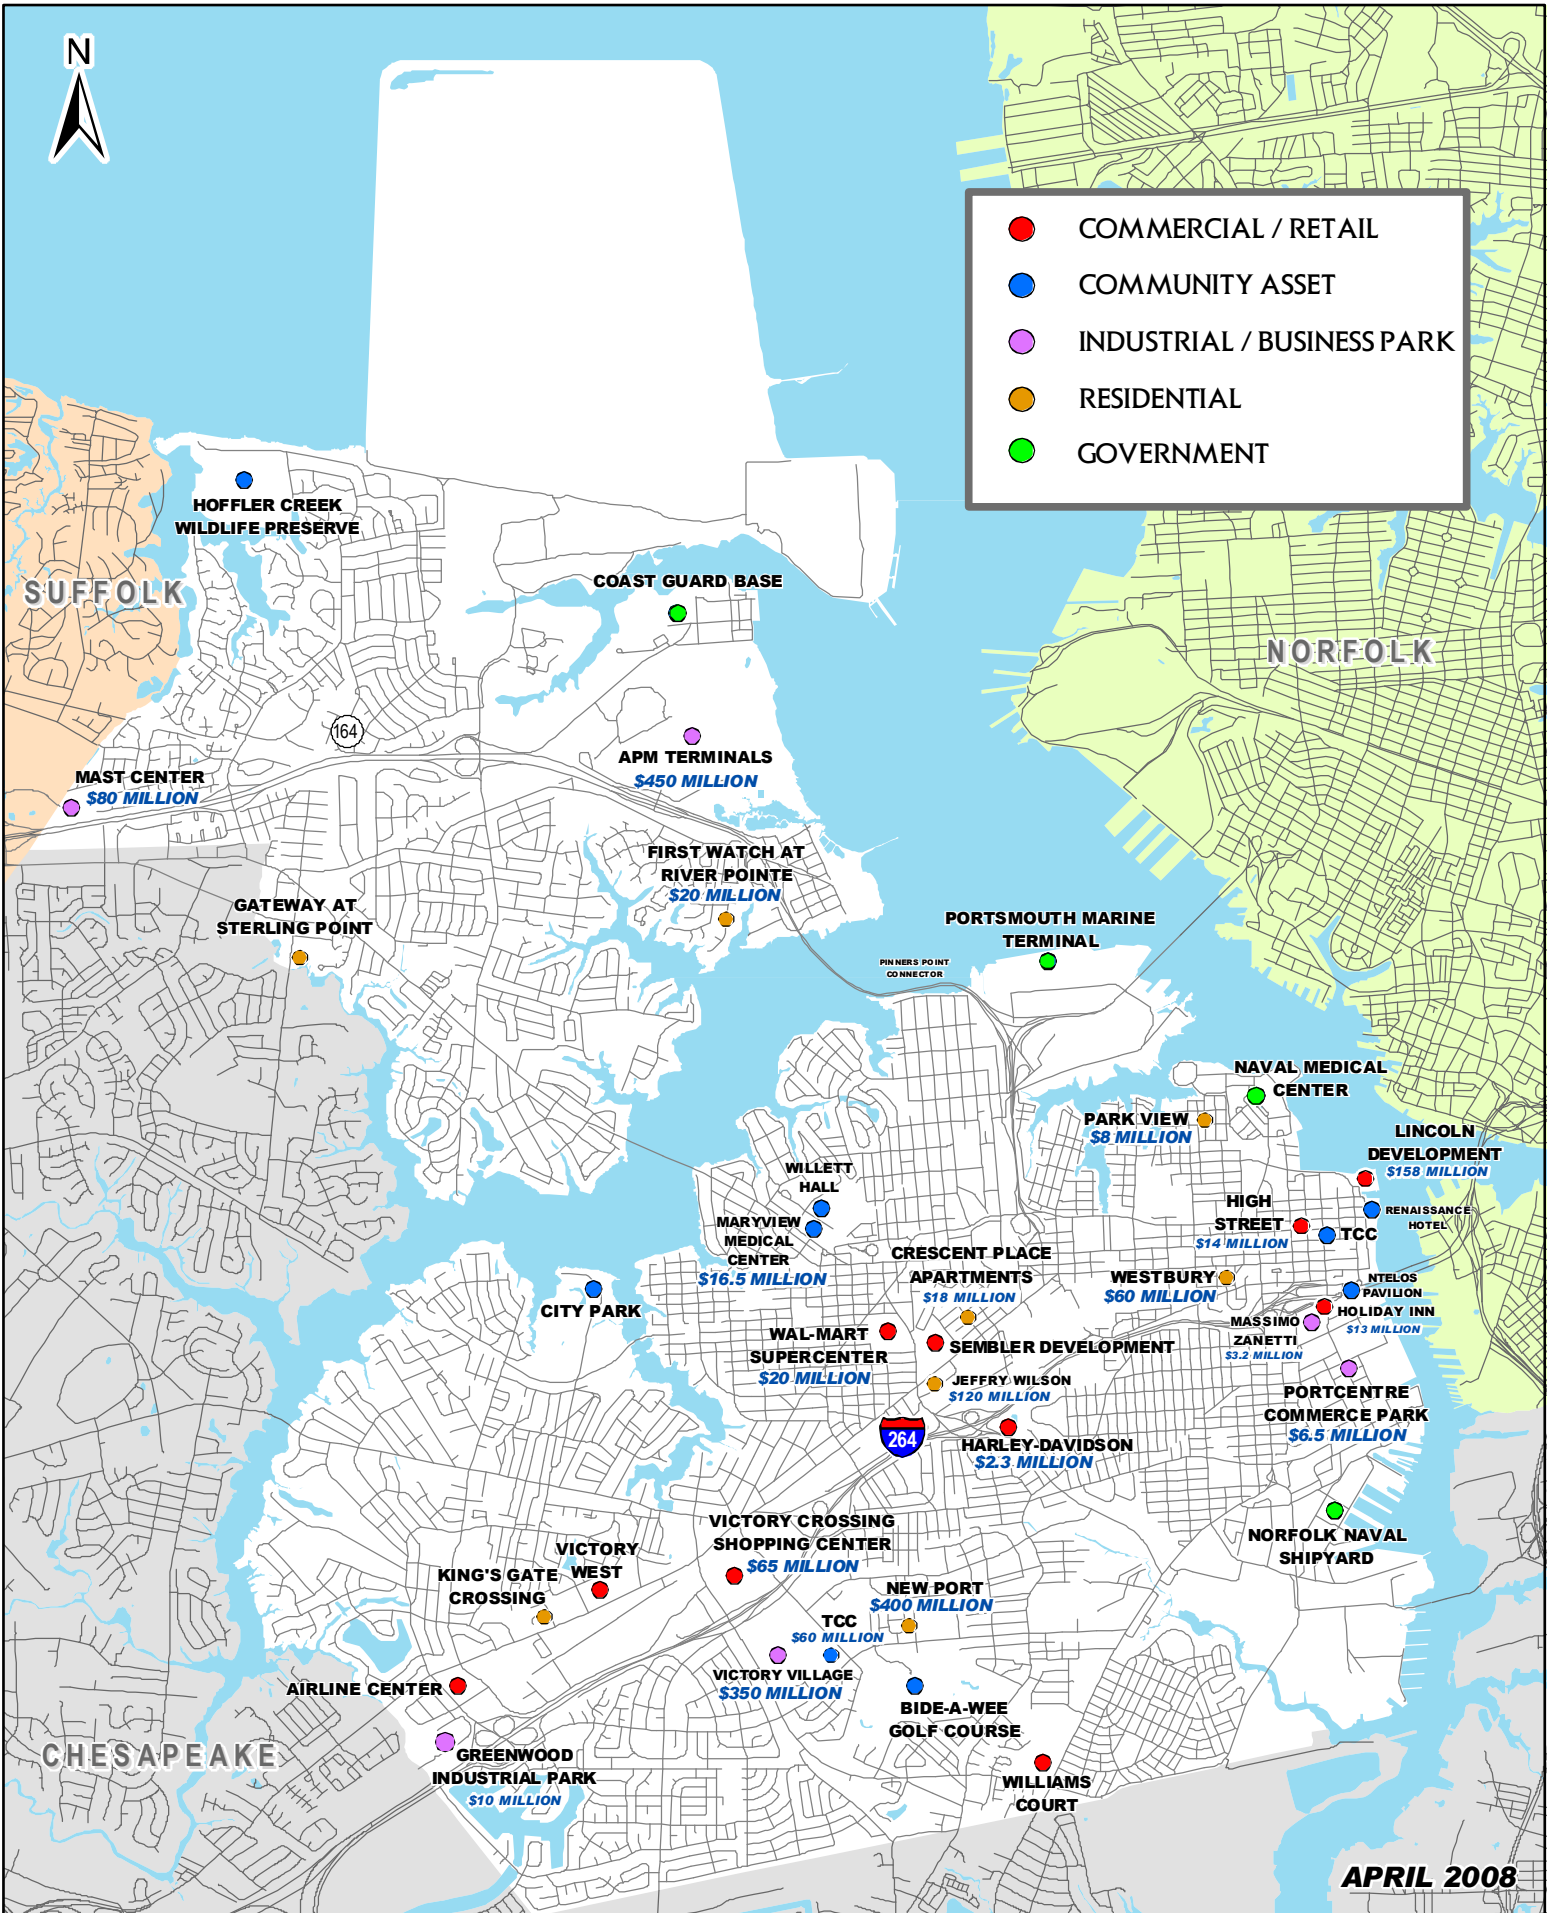 N
COMMERCIAL / RETAIL
COMMUNITY ASSET
INDUSTRIAL / BUSINESS PARK
RESIDENTIAL
GOVERNMENT
HOFFLER CREEK
WILDLIFE PRESERVE
SUFFOLK
COAST GUARD BASE
NORFOLK
164
APM TERMINALS
$450 MILLION
MAST CENTER
$80 MILLION
FIRST WATCH AT
RIVER POINTE
$20 MILLION
GATEWAY AT
STERLING POINT
PORTSMOUTH MARINE
TERMINAL
PINNERS POINT
CONNECTOR
NAVAL MEDICAL
CENTER
PARK VIEW
$8 MILLION
LINCOLN
DEVELOPMENT
$158 MILLION
WILLETT
HALL
MARYVIEW
MEDICAL
CENTER
$16.5 MILLION
HIGH
STREET
$14 MILLION
TCC
RENAISSANCE
HOTEL
CRESCENT PLACE
APARTMENTS
$18 MILLION
WESTBURY
$60 MILLION
NTELOS
PAVILION
HOLIDAY INN
$13 MILLION
MASSIMO
ZANETTI
$3.2 MILLION
CITY PARK
WAL-MART
SUPERCENTER
$20 MILLION
SEMBLER DEVELOPMENT
JEFFRY WILSON
$120 MILLION
PORTCENTRE
COMMERCE PARK
$6.5 MILLION
264
HARLEY-DAVIDSON
$2.3 MILLION
VICTORY CROSSING
SHOPPING CENTER
$65 MILLION
NORFOLK NAVAL
SHIPYARD
VICTORY
WEST
KING'S GATE
CROSSING
NEW PORT
$400 MILLION
TCC
$60 MILLION
VICTORY VILLAGE
$350 MILLION
AIRLINE CENTER
BIDE-A-WEE
GOLF COURSE
CHESAPEAKE
GREENWOOD
INDUSTRIAL PARK
$10 MILLION
WILLIAMS
COURT
APRIL 2008